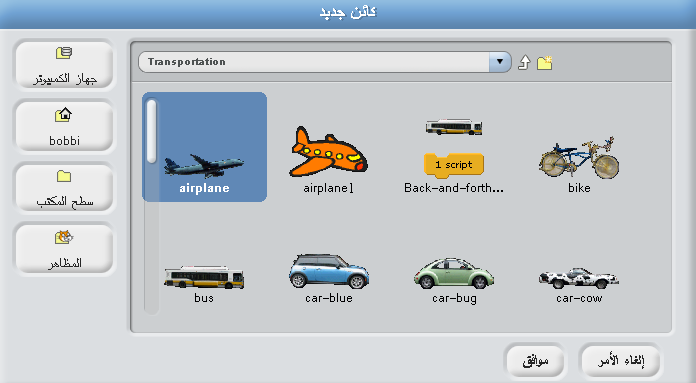 كائن جديد
جهاز الكمبيوتر
bobbi
سطح المكتب
المظاهر
Transportation
airplane
airplane1
1 script
Back-and-forth...
bike
bus
car-blue
car-bug
car-cow
موافق
إلغاء الأمر